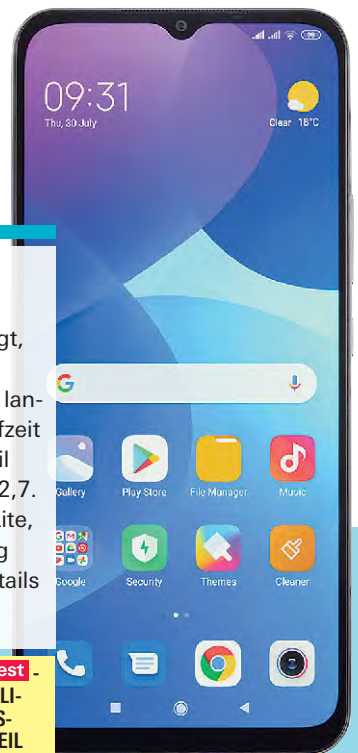 09:31
Thu, 30 July
Clear 18°C
gt,
lan-
fzeit
il
2,7.
ite,
g
tails
Gallery
Play Store
File Manager
Music
Google
Security
Themes
Cleaner
est -
LI-
S-
EIL